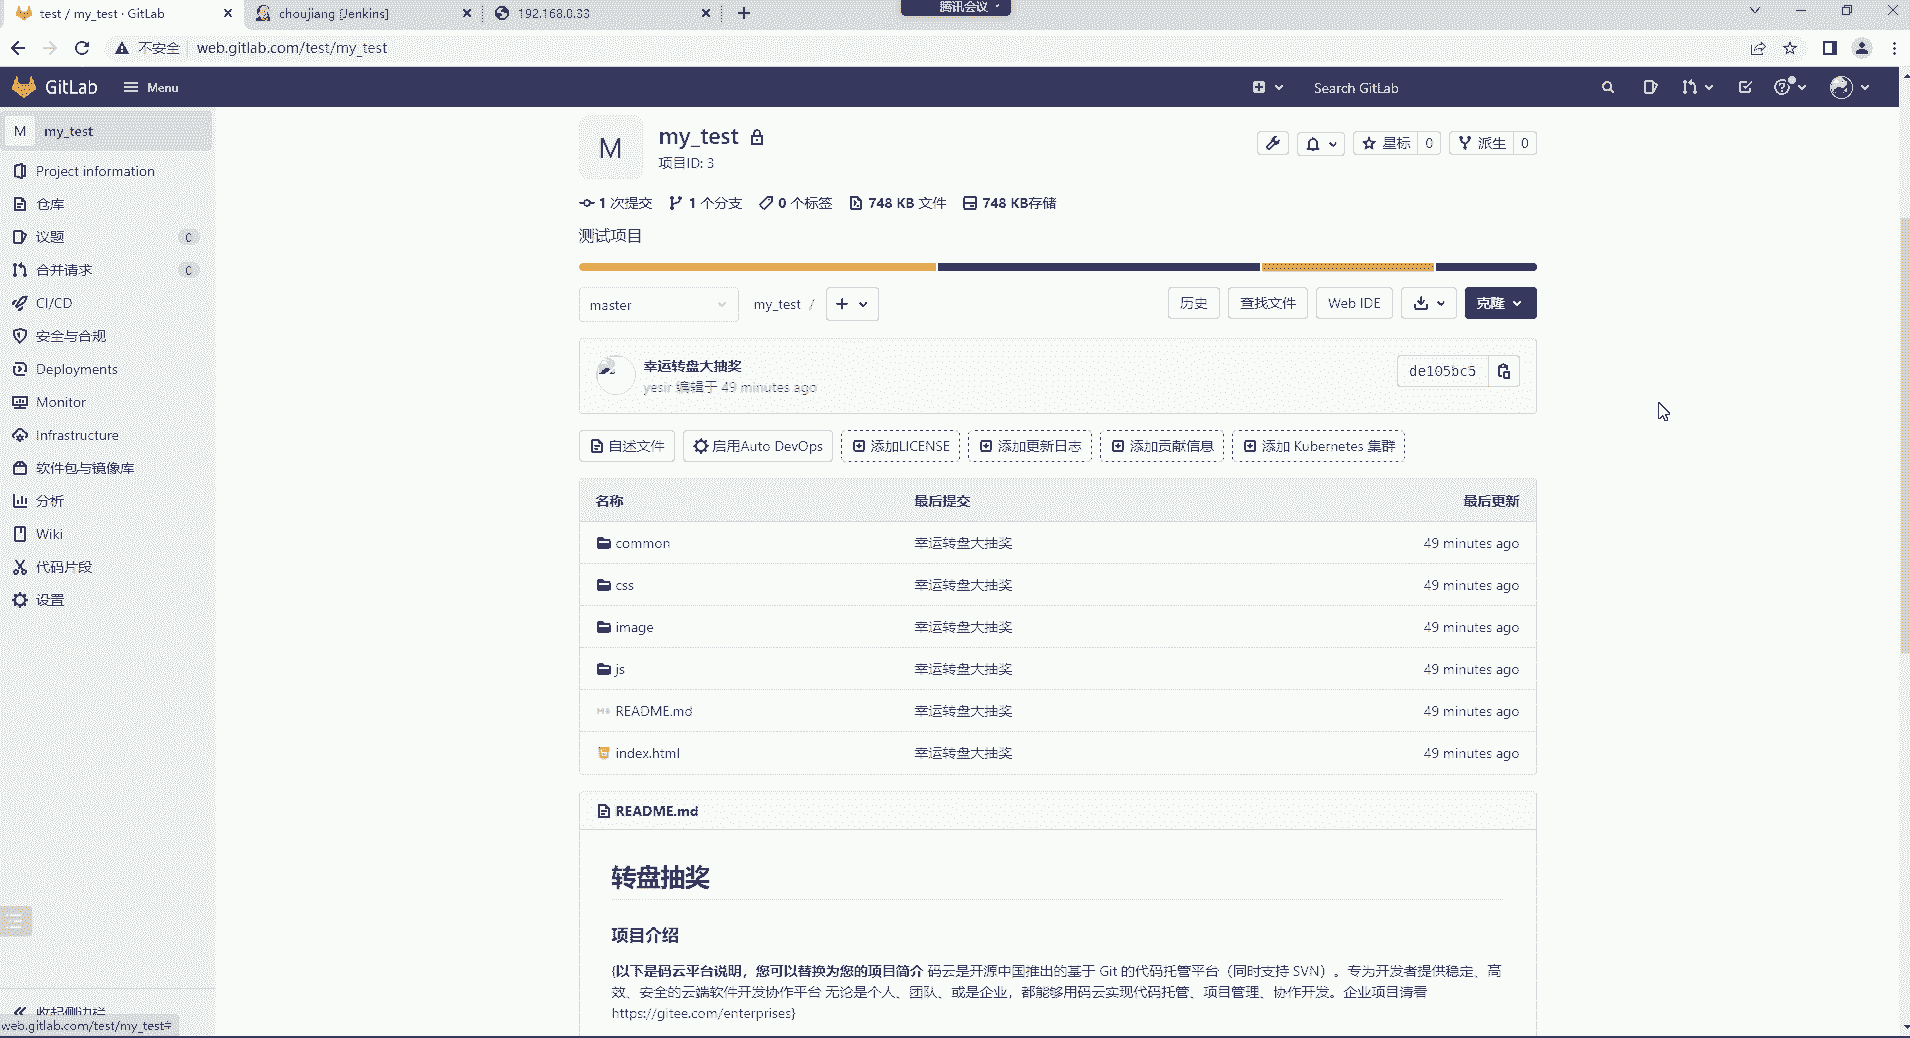 test / my_test · GitLab
choujiang [Jenkins]
192.168.0.33
腾讯会议
不安全
web.gitlab.com/test/my_test
GitLab
Menu
Search GitLab
M
my_test
Project information
仓库
议题
0
合并请求
0
CI/CD
安全与合规
Deployments
Monitor
Infrastructure
软件包与镜像库
分析
Wiki
代码片段
设置
收起侧边栏
web.gitlab.com/test/my_test#
M
my_test
项目ID: 3
星标
0
派生
0
1 次提交
1 个分支
0 个标签
748 KB 文件
748 KB存储
测试项目
master
my_test /
历史
查找文件
Web IDE
克隆
幸运转盘大抽奖
yesir 编辑于 49 minutes ago
de105bc5
自述文件
启用Auto DevOps
添加LICENSE
添加更新日志
添加贡献信息
添加 Kubernetes 集群
名称 最后提交 最后更新
common 幸运转盘大抽奖 49 minutes ago
css 幸运转盘大抽奖 49 minutes ago
image 幸运转盘大抽奖 49 minutes ago
js 幸运转盘大抽奖 49 minutes ago
README.md 幸运转盘大抽奖 49 minutes ago
index.html 幸运转盘大抽奖 49 minutes ago
README.md
转盘抽奖
项目介绍
{以下是码云平台说明，您可以替换为您的项目简介 码云是开源中国推出的基于 Git 的代码托管平台（同时支持 SVN）。专为开发者提供稳定、高
效、安全的云端软件开发协作平台 无论是个人、团队、或是企业，都能够用码云实现代码托管、项目管理、协作开发。企业项目请看
https://gitee.com/enterprises}